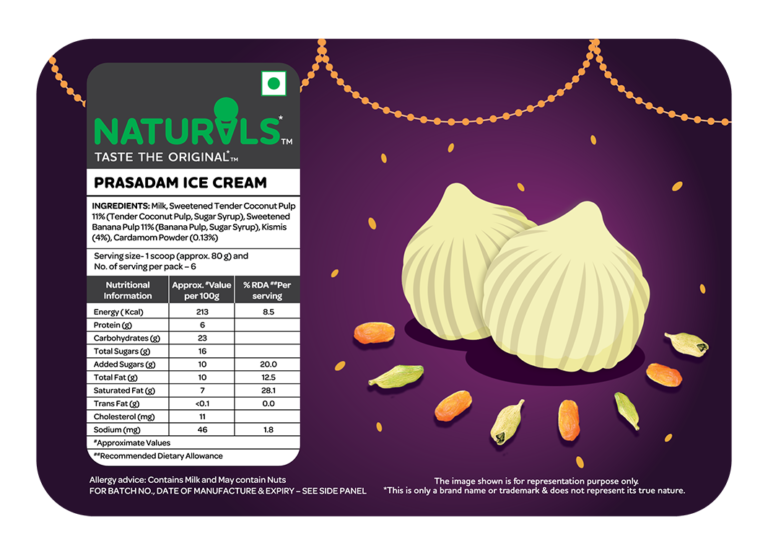 NATURALS*™
TASTE THE ORIGINAL*™
PRASADAM ICE CREAM
INGREDIENTS: Milk, Sweetened Tender Coconut Pulp
11% (Tender Coconut Pulp, Sugar Syrup), Sweetened
Banana Pulp 11% (Banana Pulp, Sugar Syrup), Kismis
(4%), Cardamom Powder (0.13%)
Serving size- 1 scoop (approx. 80 g) and
No. of serving per pack – 6
Nutritional Information Approx. #Value per 100g % RDA ##Per serving
Energy ( Kcal) 213 8.5
Protein (g) 6
Carbohydrates (g) 23
Total Sugars (g) 16
Added Sugars (g) 10 20.0
Total Fat (g) 10 12.5
Saturated Fat (g) 7 28.1
Trans Fat (g) <0.1 0.0
Cholesterol (mg) 11
Sodium (mg) 46 1.8
#Approximate Values
##Recommended Dietary Allowance
Allergy advice: Contains Milk and May contain Nuts
FOR BATCH NO., DATE OF MANUFACTURE & EXPIRY – SEE SIDE PANEL
The image shown is for representation purpose only.
*This is only a brand name or trademark & does not represent its true nature.